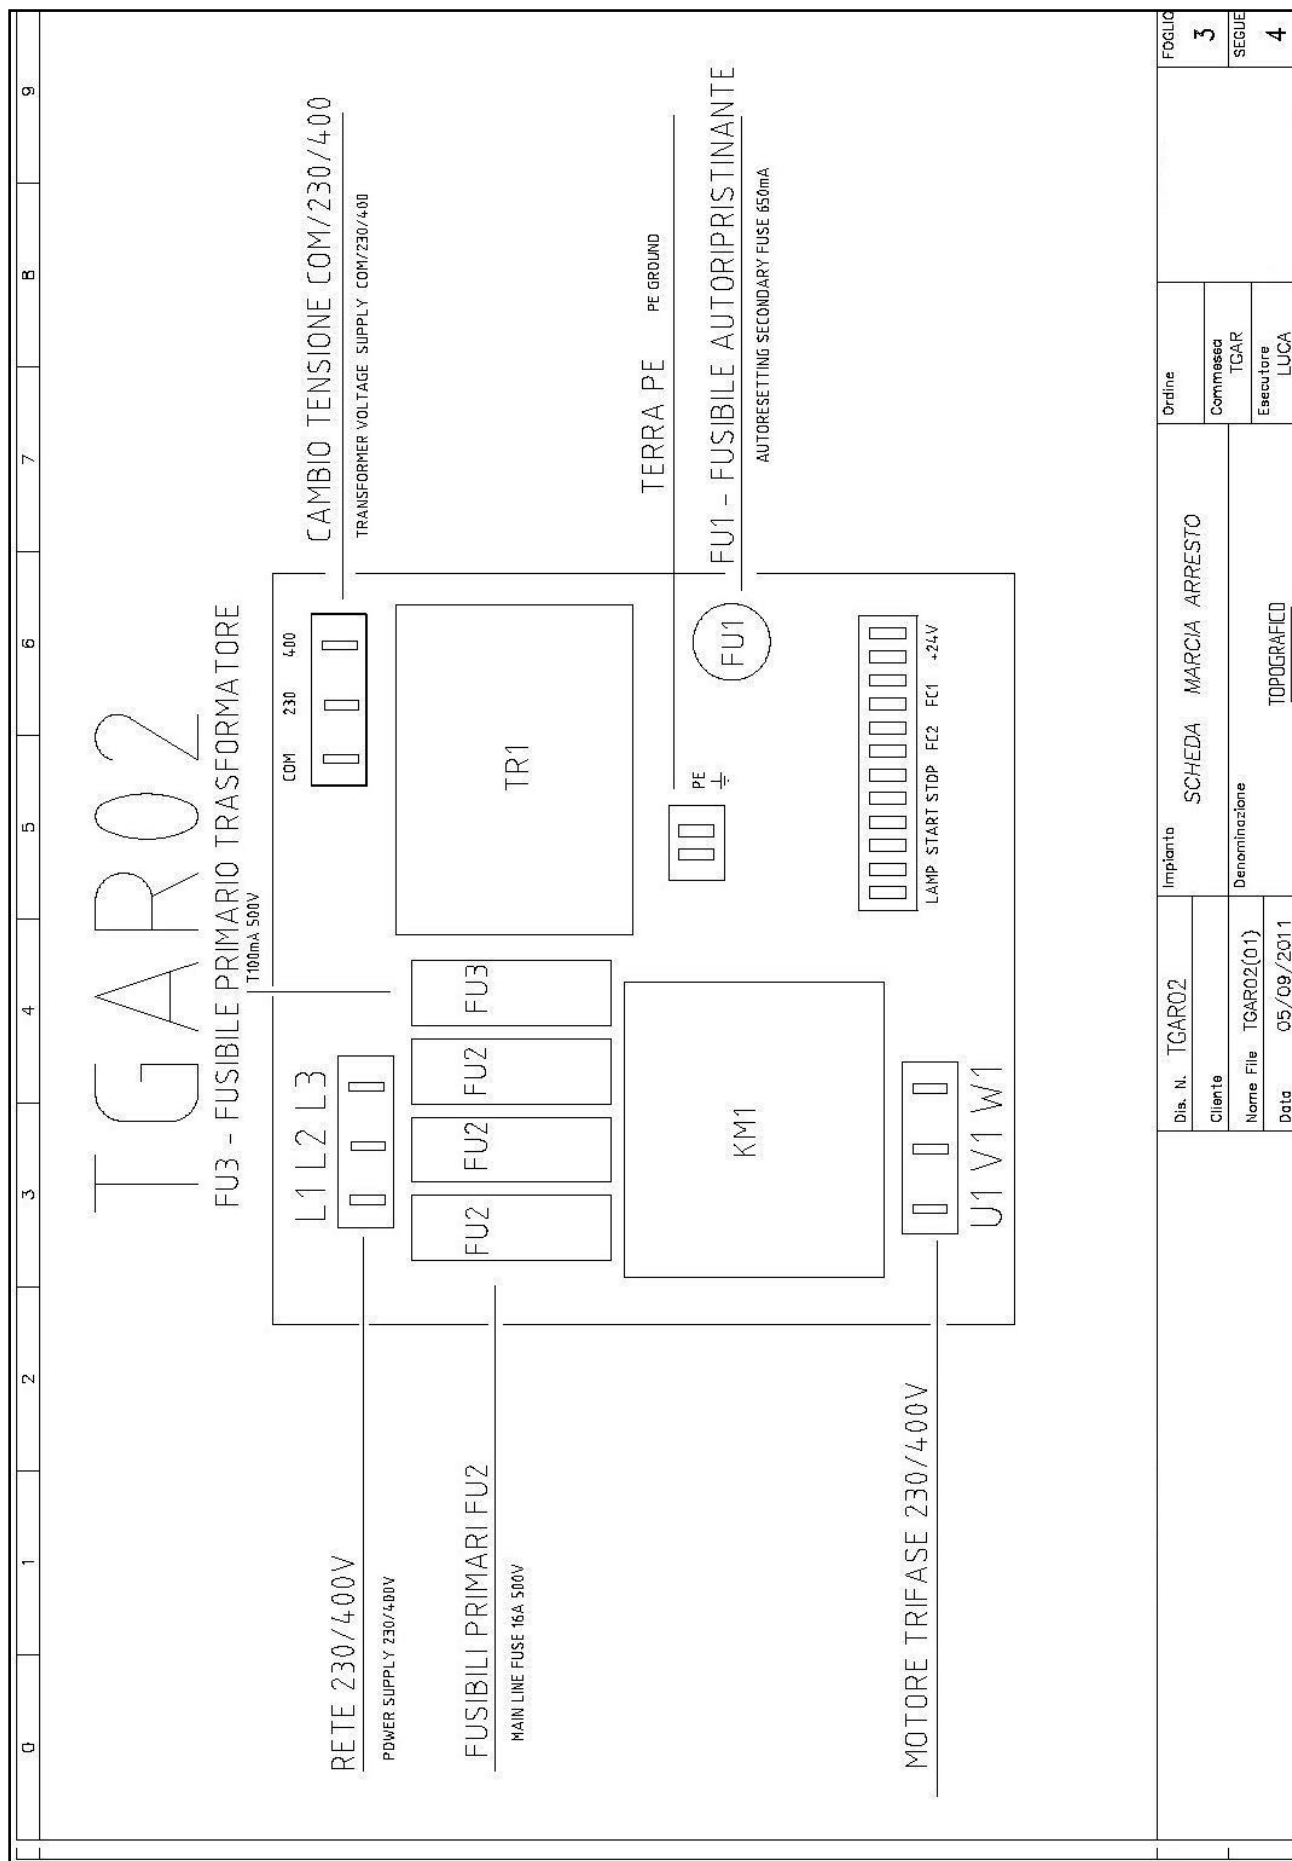 0 1 2 3 4 5 6 7 8 9
TGAR02
FU3 - FUSIBILE PRIMARIO TRASFORMATORE
T100mA 500V
CAMBIO TENSIONE COM/230/400
TRANSFORMER VOLTAGE SUPPLY COM/230/400
COM 230 400
L1 L2 L3
RETE 230/400V
POWER SUPPLY 230/400V
FUSIBILI PRIMARI FU2
MAIN LINE FUSE 16A 500V
FU2 FU2 FU2 FU3
TR1
TERRA PE PE GROUND
PE
FU1 - FUSIBILE AUTORIPRISTINANTE
AUTORESETTING SECONDARY FUSE 650mA
FU1
KM1
LAMP START STOP FC2 FC1 +24V
U1 V1 W1
MOTORE TRIFASE 230/400V
Dis. N. TGAR02
Cliente
Nome File TGAR02(01)
Data 05/09/2011
Impianto
SCHEDA MARCIA ARRESTO
Denominazione
TOPOGRAFICO
Ordine
Commessa
TGAR
Esecutore
LUCA
FOGLIO
3
SEGUE
4